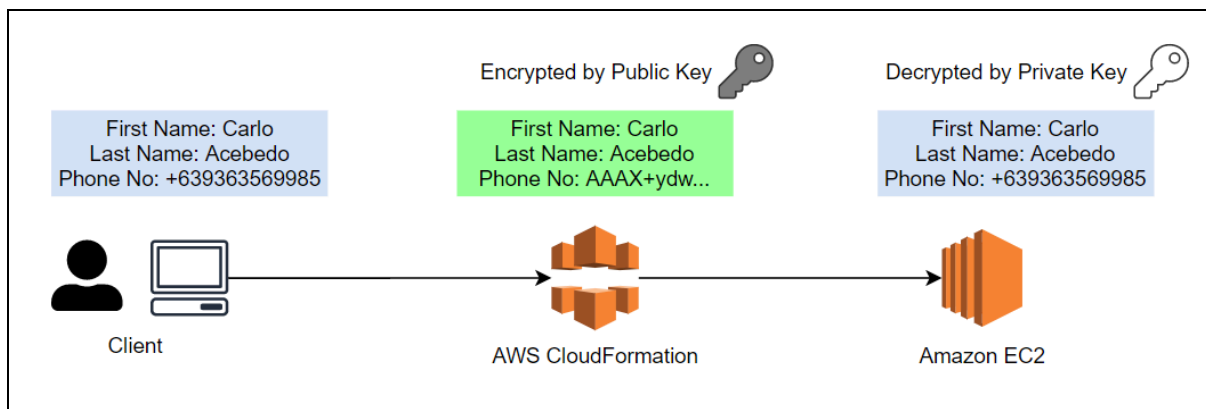 Encrypted by Public Key
Decrypted by Private Key
First Name: Carlo
Last Name: Acebedo
Phone No: +639363569985
First Name: Carlo
Last Name: Acebedo
Phone No: AAAX+ydw...
First Name: Carlo
Last Name: Acebedo
Phone No: +639363569985
Client
AWS CloudFormation
Amazon EC2